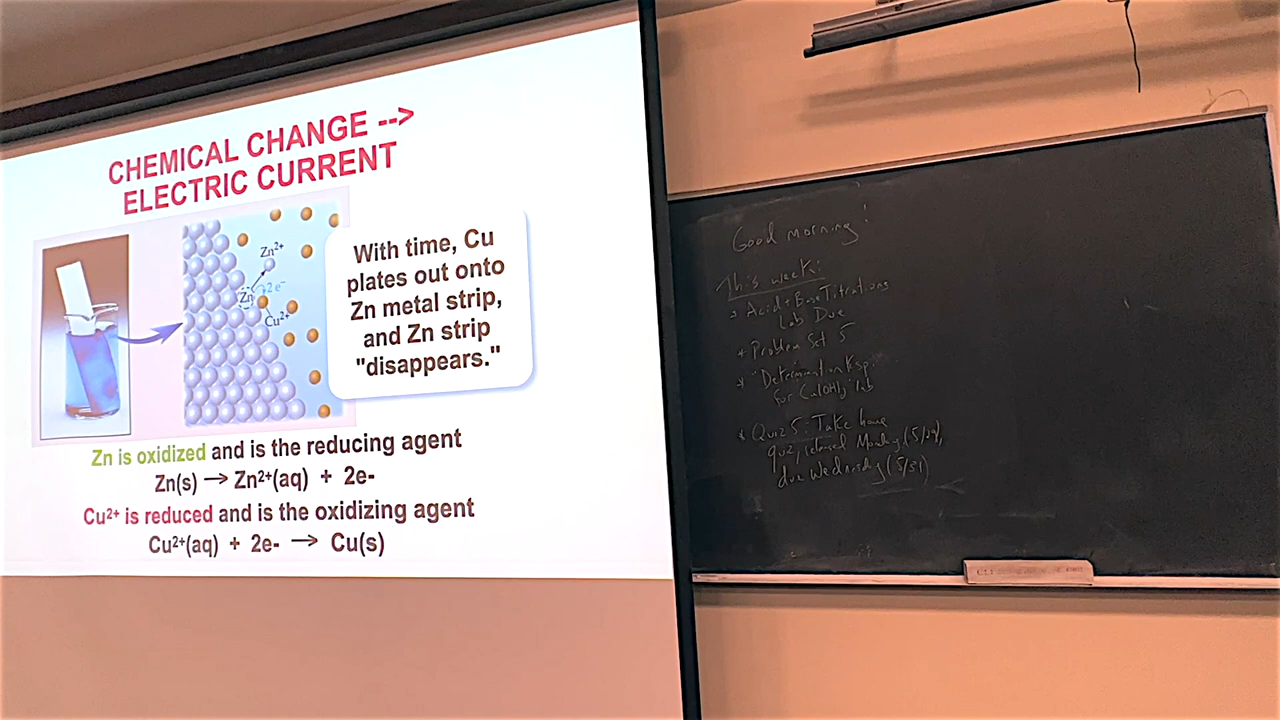 CHEMICAL CHANGE -->
ELECTRIC CURRENT
Zn²⁺
Zn
2 e⁻
Cu²⁺
With time, Cu
plates out onto
Zn metal strip,
and Zn strip
"disappears."
Zn is oxidized and is the reducing agent
Zn(s) → Zn²⁺(aq) + 2e-
Cu²⁺ is reduced and is the oxidizing agent
Cu²⁺(aq) + 2e- → Cu(s)
Good morning!
This week:
Acid + Base Titrations
Lab Due
* Problem Set 5
* "Determination Ksp
for Ca(OH)₂" lab
* Quiz 5: Take home
quz, released Monday (5/29),
due Wednesday (5/31)